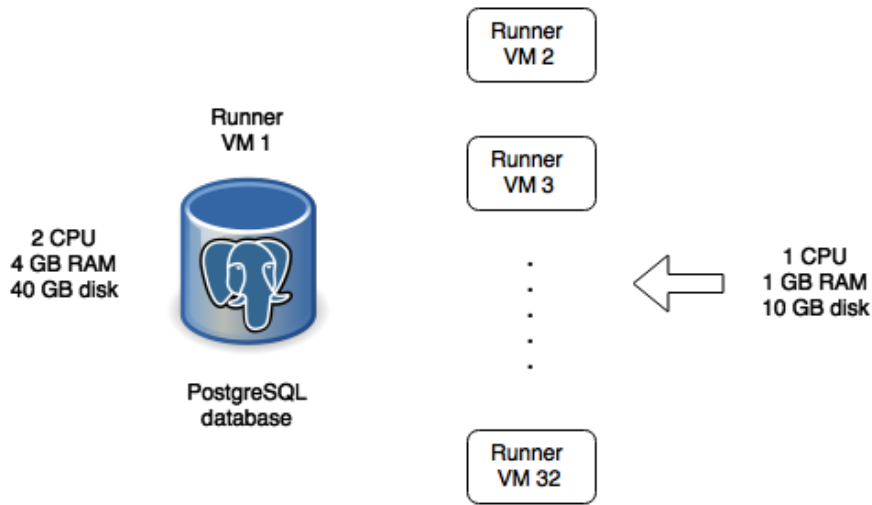 Runner
VM 1
2 CPU
4 GB RAM
40 GB disk
PostgreSQL
database
Runner
VM 2
Runner
VM 3
Runner
VM 32
1 CPU
1 GB RAM
10 GB disk